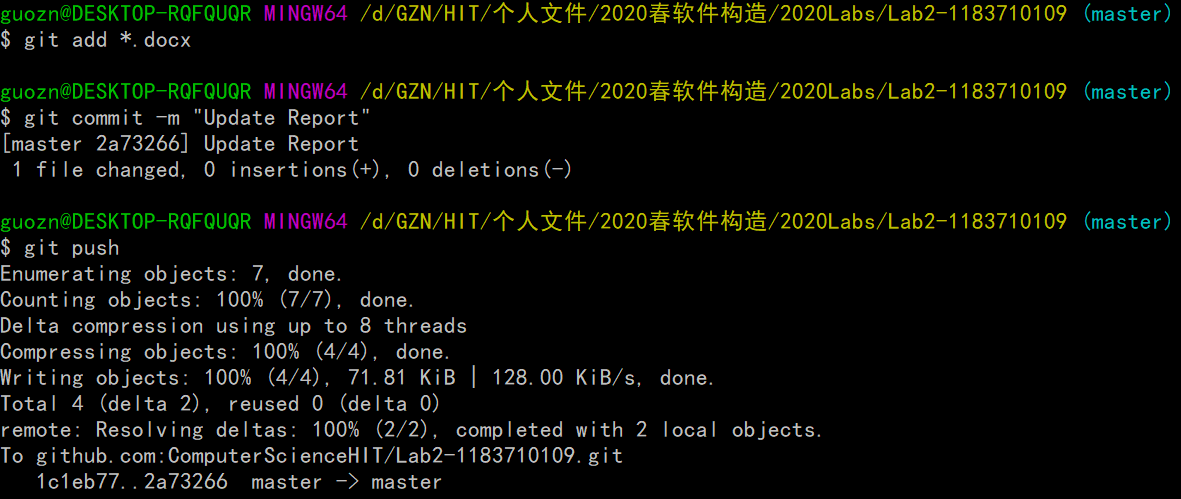 guozn@DESKTOP-RQFQUQR MINGW64 /d/GZN/HIT/个人文件/2020春软件构造/2020Labs/Lab2-1183710109 (master)
$ git add *.docx
guozn@DESKTOP-RQFQUQR MINGW64 /d/GZN/HIT/个人文件/2020春软件构造/2020Labs/Lab2-1183710109 (master)
$ git commit -m "Update Report"
[master 2a73266] Update Report
 1 file changed, 0 insertions(+), 0 deletions(-)
guozn@DESKTOP-RQFQUQR MINGW64 /d/GZN/HIT/个人文件/2020春软件构造/2020Labs/Lab2-1183710109 (master)
$ git push
Enumerating objects: 7, done.
Counting objects: 100% (7/7), done.
Delta compression using up to 8 threads
Compressing objects: 100% (4/4), done.
Writing objects: 100% (4/4), 71.81 KiB | 128.00 KiB/s, done.
Total 4 (delta 2), reused 0 (delta 0)
remote: Resolving deltas: 100% (2/2), completed with 2 local objects.
To github.com:ComputerScienceHIT/Lab2-1183710109.git
   1c1eb77..2a73266  master -> master